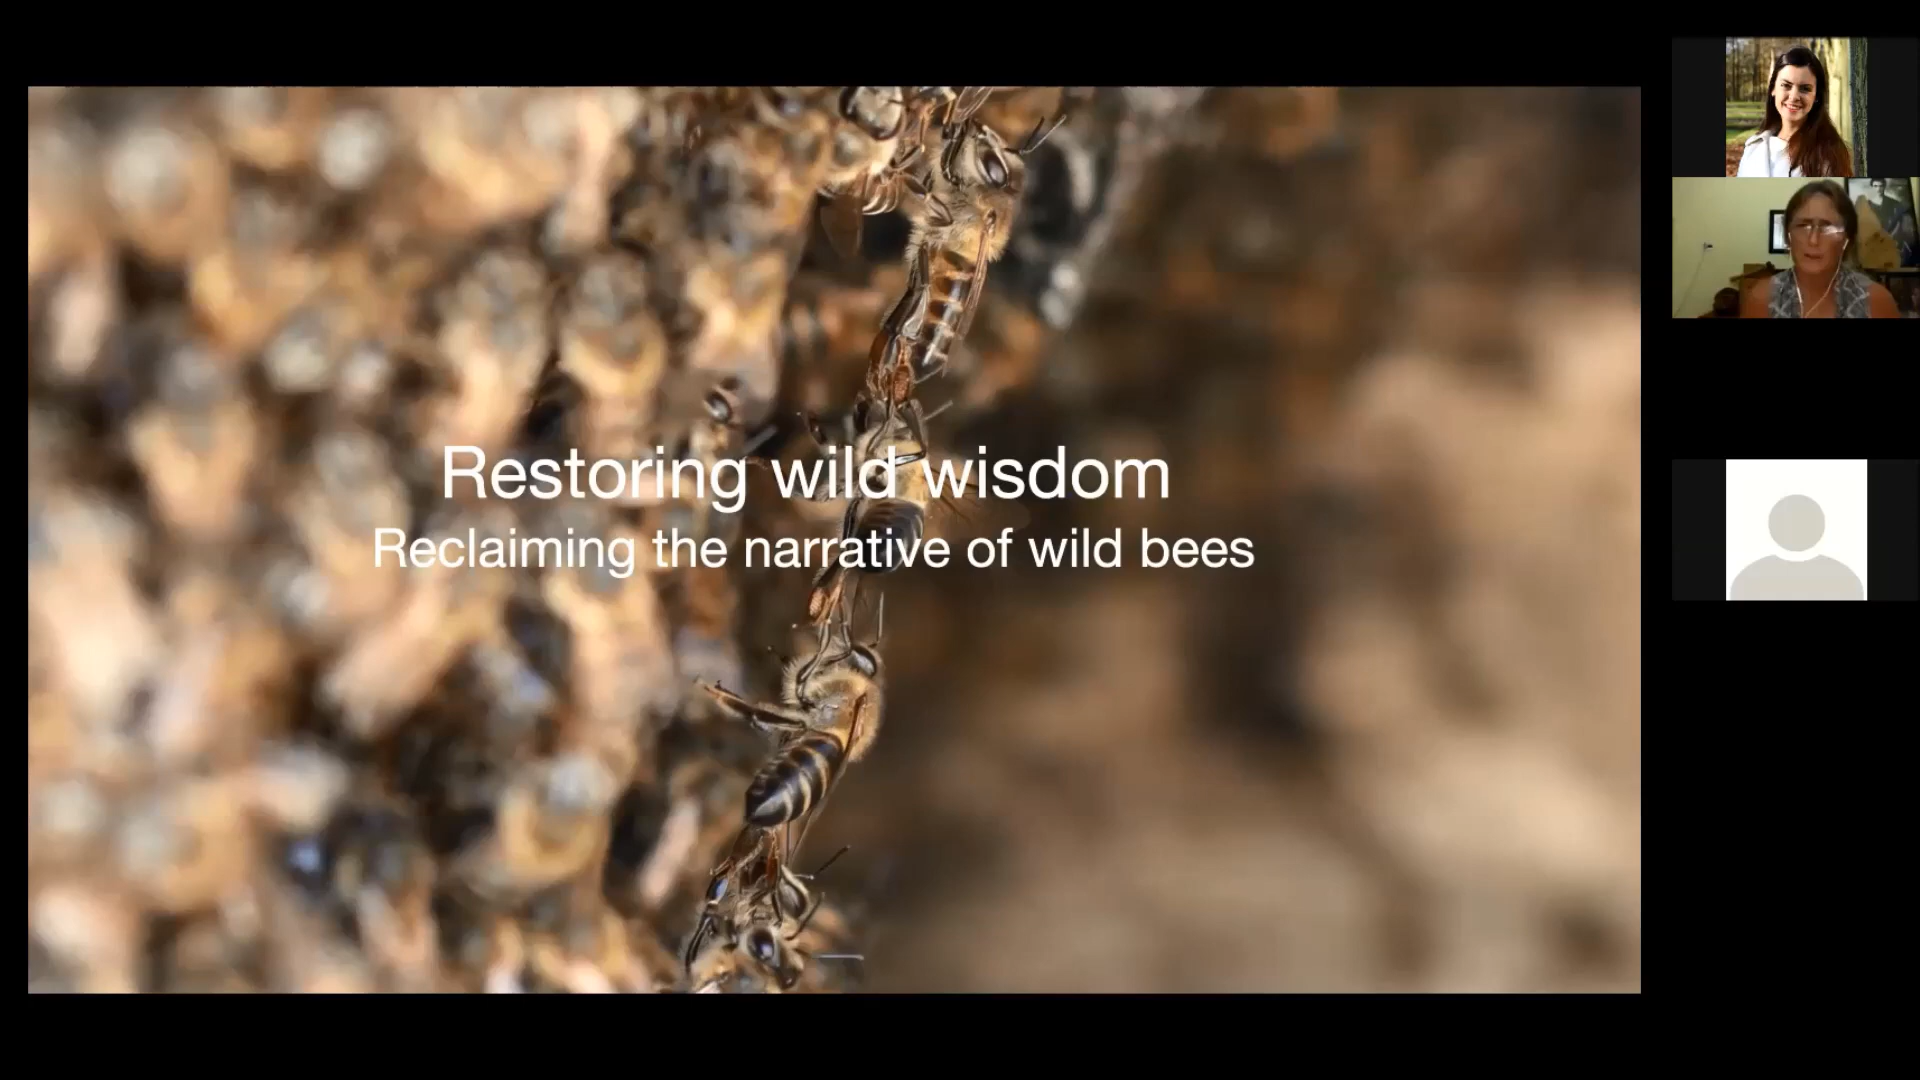 Restoring wild wisdom
Reclaiming the narrative of wild bees